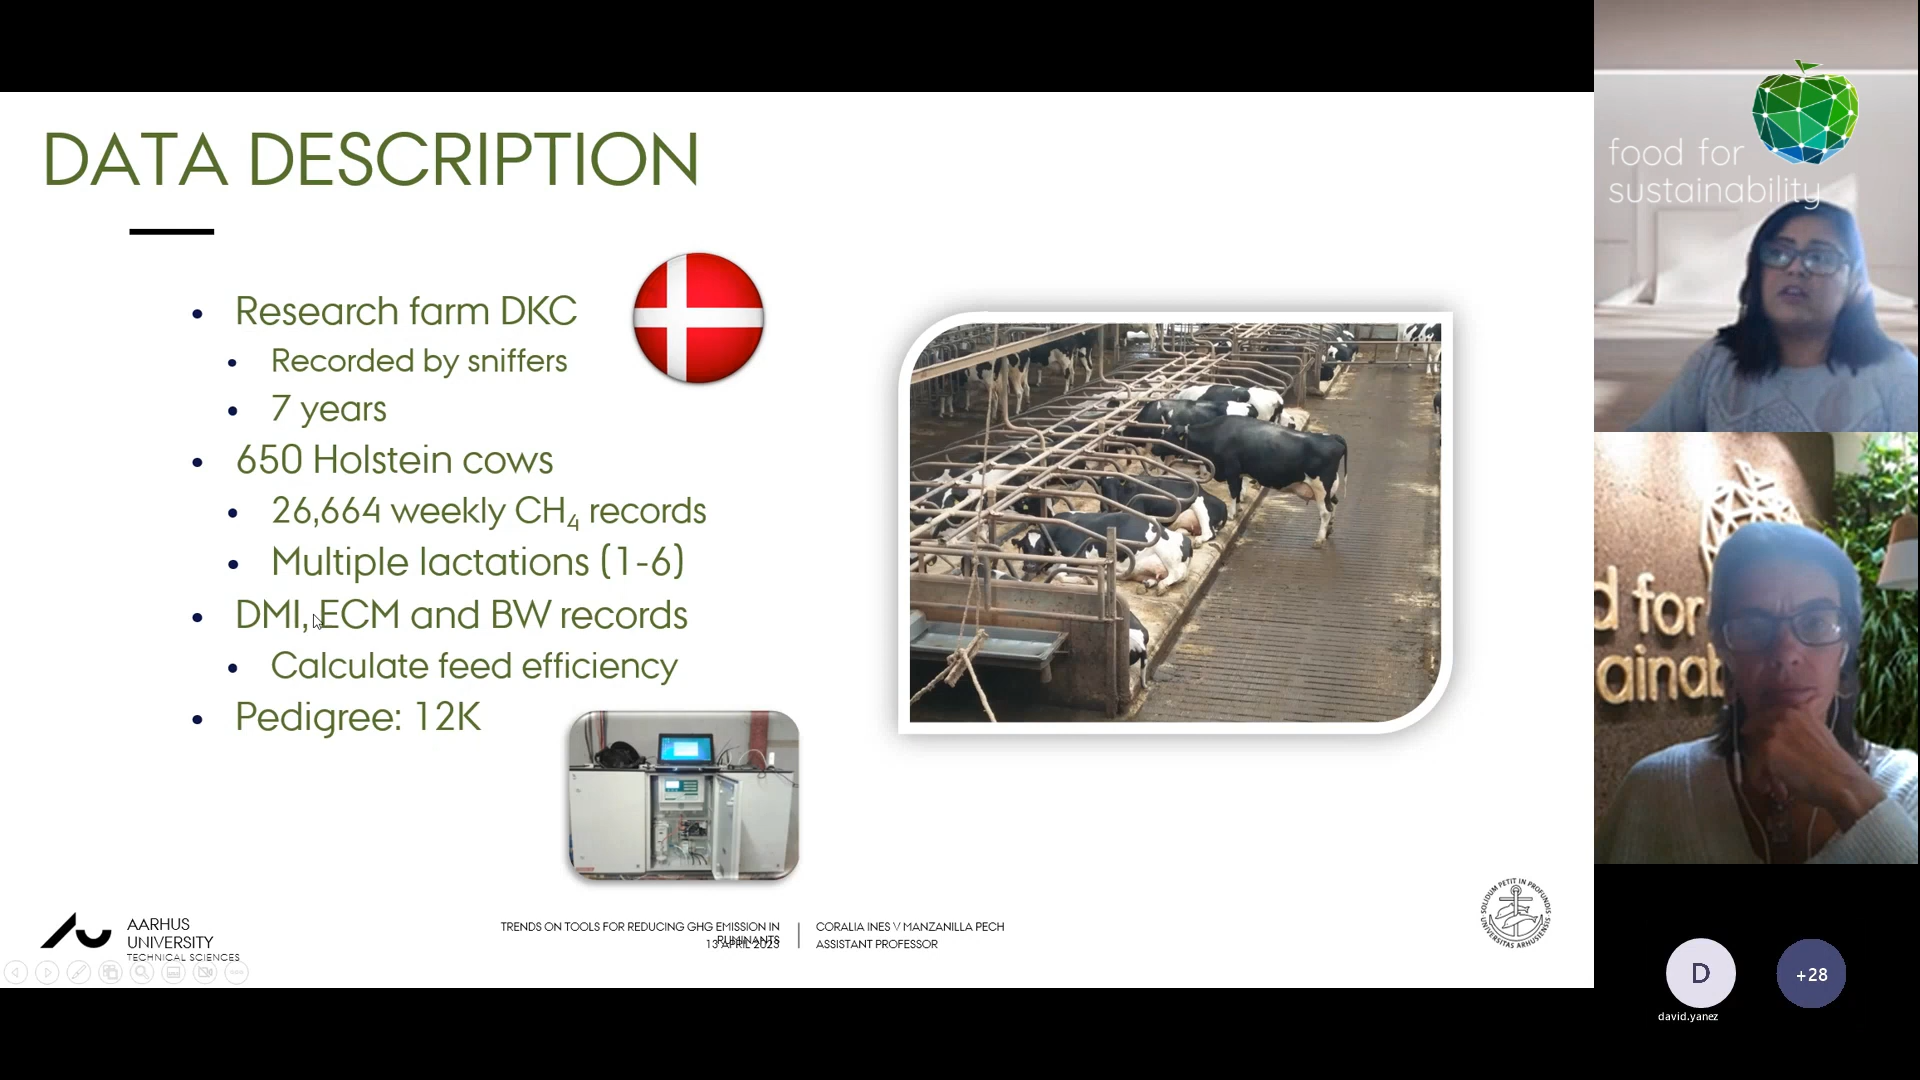 DATA DESCRIPTION
Research farm DKC
Recorded by sniffers
7 years
650 Holstein cows
26,664 weekly CH₄ records
Multiple lactations (1-6)
DMI, ECM and BW records
Calculate feed efficiency
Pedigree: 12K
AARHUS
UNIVERSITY
TECHNICAL SCIENCES
TRENDS ON TOOLS FOR REDUCING GHG EMISSION IN
RUMINANTS
13 APRIL 2023
CORALIA INES V MANZANILLA PECH
ASSISTANT PROFESSOR
SOLIDUM PETIT IN PROFUNDIS
UNIVERSITAS ARHUSIENSIS
food for
sustainability
d for
ainab
D
+28
david.yanez